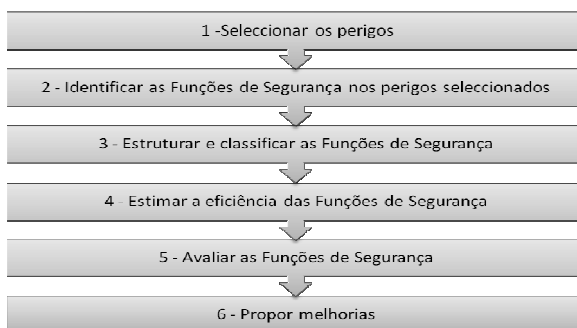 1 -Seleccionar os perigos
2 - Identificar as Funções de Segurança nos perigos seleccionados
3 - Estruturar e classificar as Funções de Segurança
4 - Estimar a eficiência das Funções de Segurança
5 - Avaliar as Funções de Segurança
6 - Propor melhorias